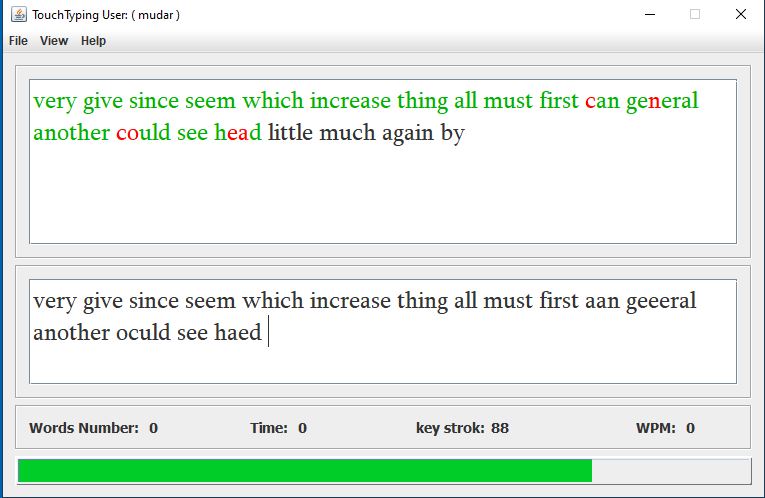 TouchTyping User: ( mudar )
File View Help
very give since seem which increase thing all must first can general
another could see head little much again by
very give since seem which increase thing all must first aan geeeral
another oculd see haed
Words Number: 0 Time: 0 key strok: 88 WPM: 0